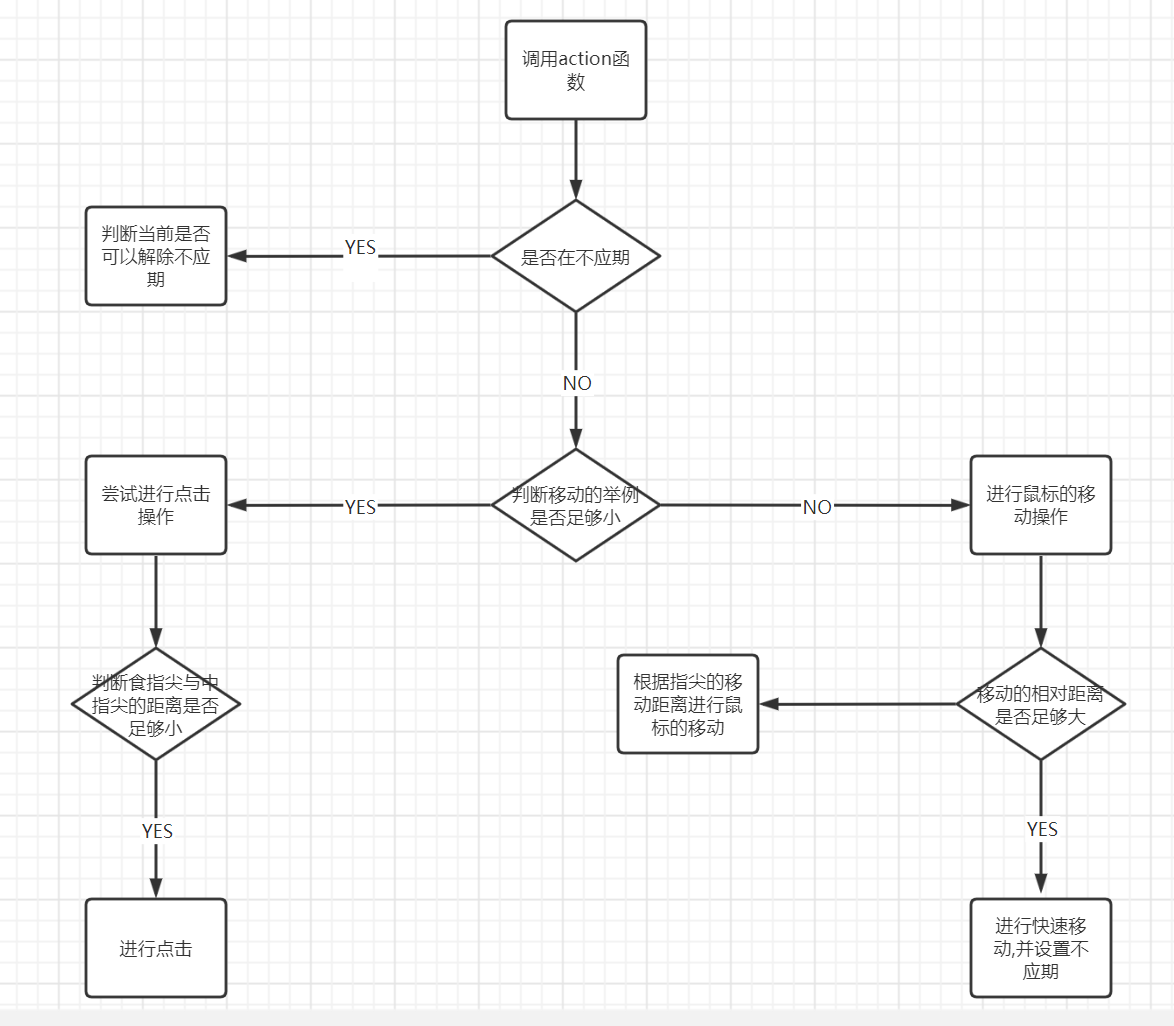 调用action函
数
判断当前是否
可以解除不应
期
YES
是否在不应期
NO
尝试进行点击
操作
YES
判断移动的举例
是否足够小
NO
进行鼠标的移
动操作
判断食指尖与中
指尖的距离是否
足够小
根据指尖的移
动距离进行鼠
标的移动
移动的相对距离
是否足够大
YES
YES
进行点击
进行快速移
动,并设置不
应期